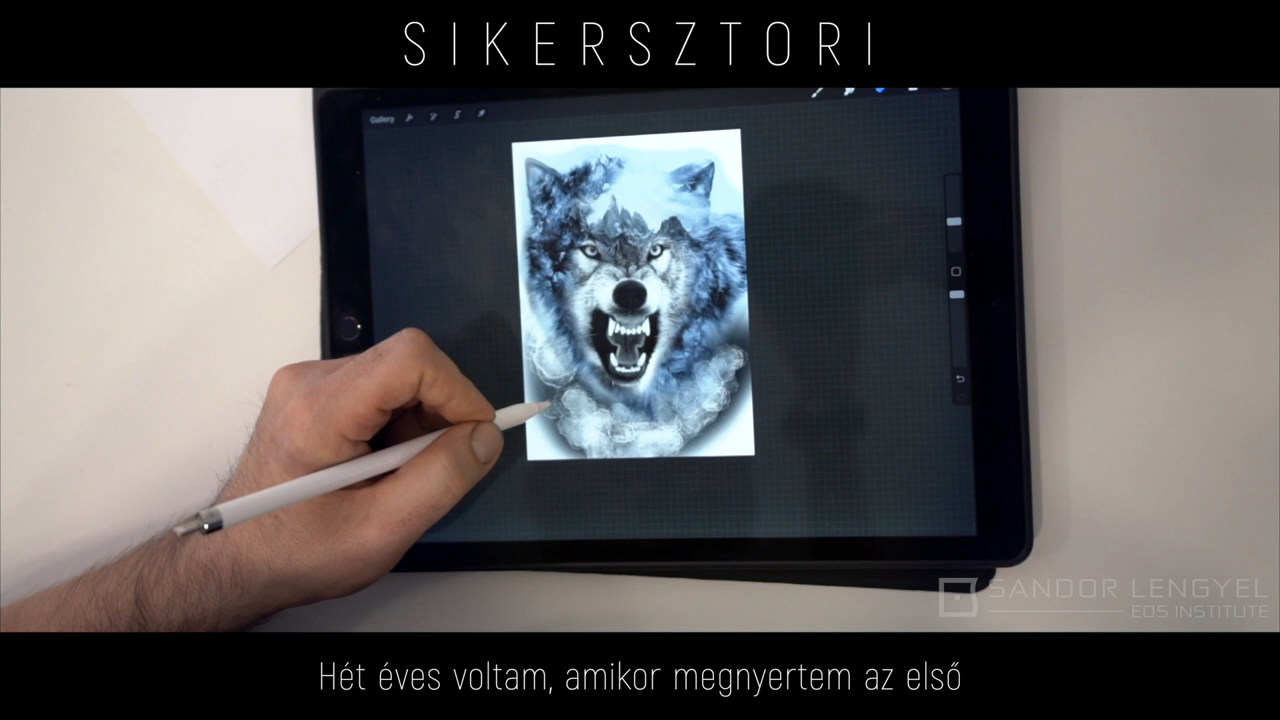 SIKERSZTORI
Gallery
SANDOR LENGYEL
EOS INSTITUTE
Hét éves voltam, amikor megnyertem az első